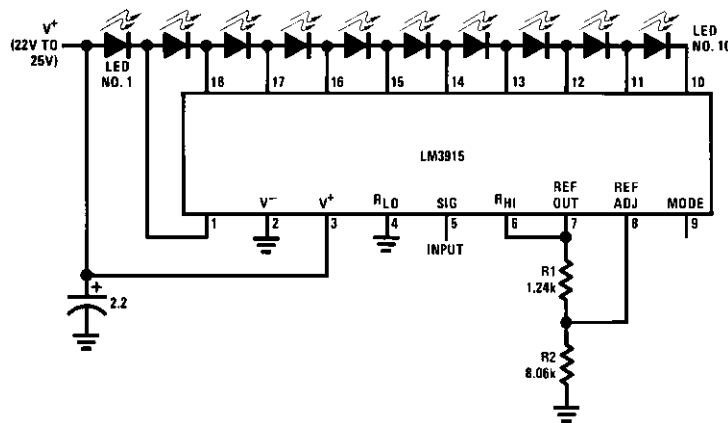 V+
(22V TO
25V)
LED
NO. 1
LED
NO. 10
18
17
16
15
14
13
12
11
10
LM3915
V−
V+
RLO
SIG
RHI
REF
OUT
REF
ADJ
MODE
1
2
3
4
5
6
7
8
9
INPUT
+
2.2
R1
1.24k
R2
8.06k